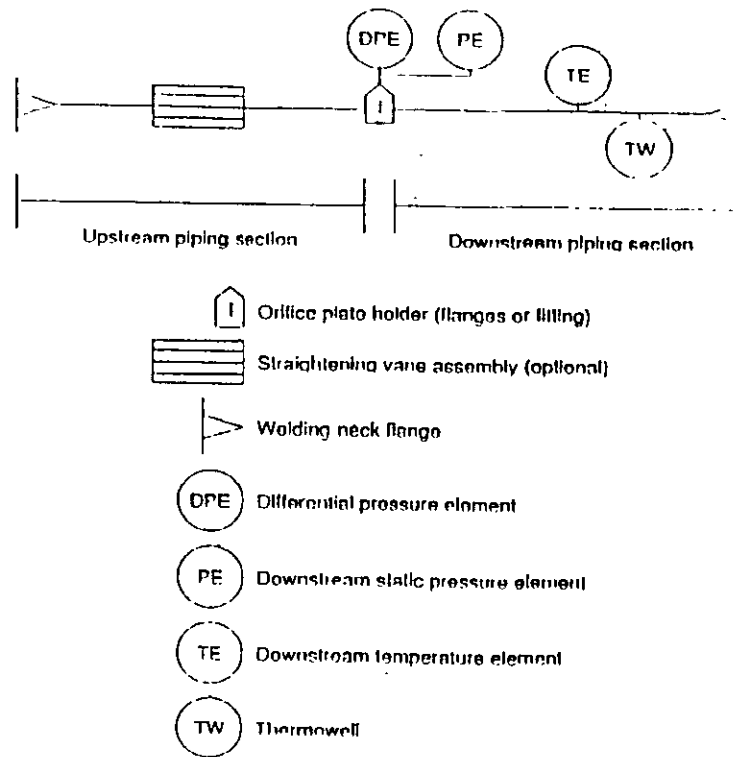 DPE PE
TE
TW
Upstream piping section Downstream piping section
Orifice plate holder (flanges or fitting)
Straightening vane assembly (optional)
Welding neck flange
DPE Differential pressure element
PE Downstream static pressure element
TE Downstream temperature element
TW Thermowell